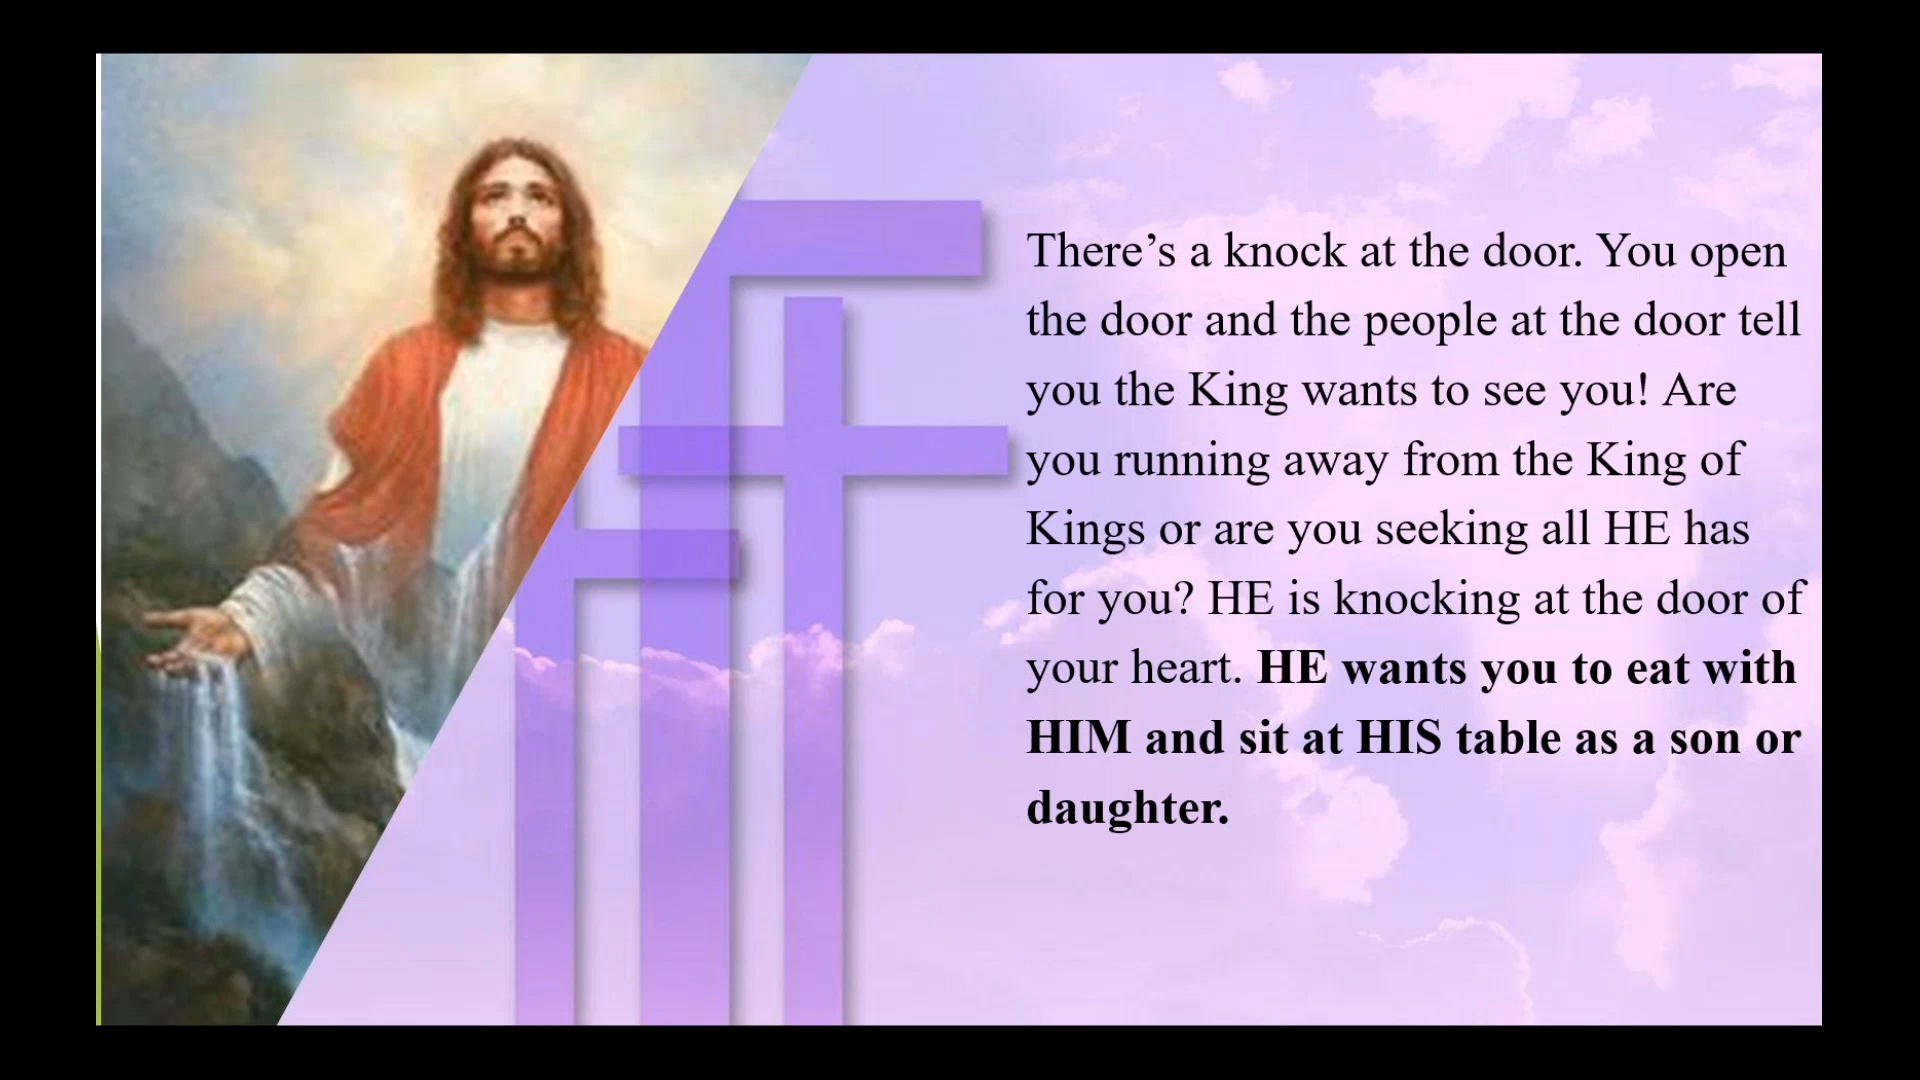 There’s a knock at the door. You open
the door and the people at the door tell
you the King wants to see you! Are
you running away from the King of
Kings or are you seeking all HE has
for you? HE is knocking at the door of
your heart. HE wants you to eat with
HIM and sit at HIS table as a son or
daughter.